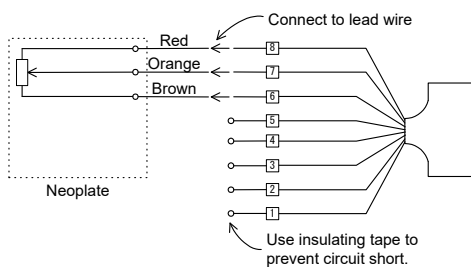 Connect to lead wire
Red
8
Orange
7
Brown
6
5
4
3
2
1
Neoplate
Use insulating tape to
prevent circuit short.